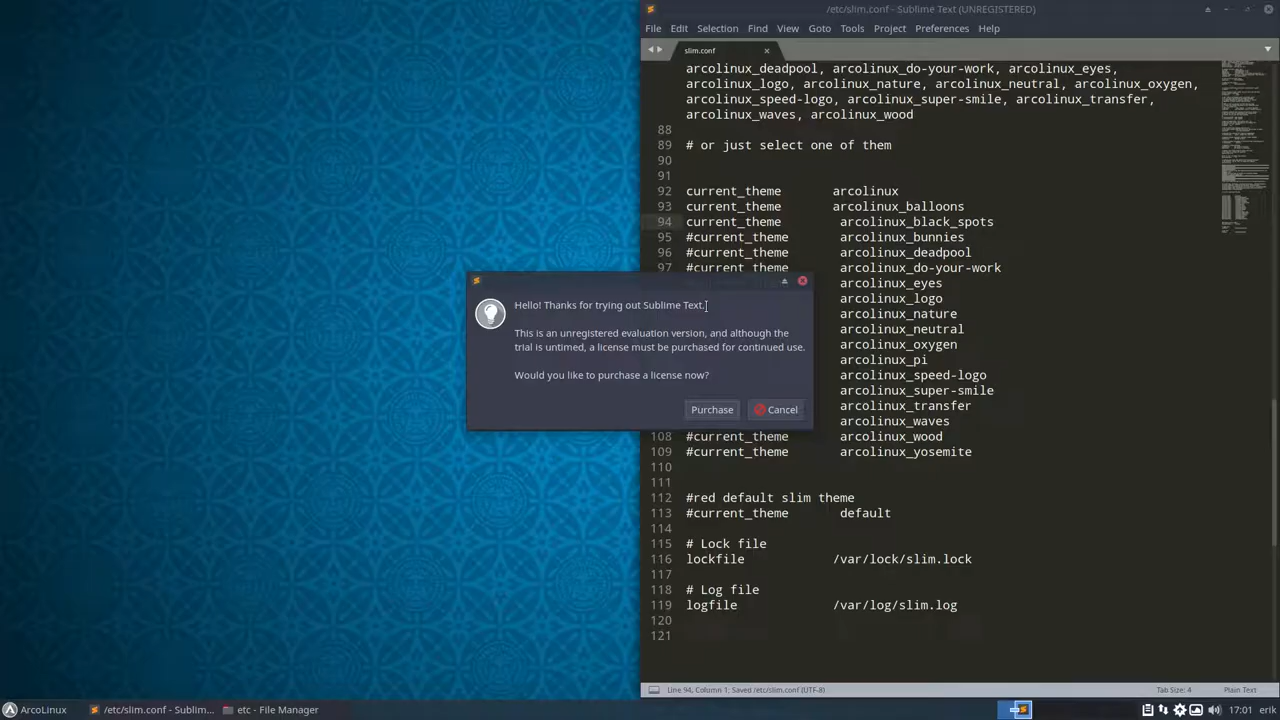 /etc/slim.conf - Sublime Text (UNREGISTERED)
File Edit Selection Find View Goto Tools Project Preferences Help
slim.conf
arcolinux_deadpool, arcolinux_do-your-work, arcolinux_eyes,
arcolinux_logo, arcolinux_nature, arcolinux_neutral, arcolinux_oxygen,
arcolinux_speed-logo, arcolinux_super-smile, arcolinux_transfer,
arcolinux_waves, arcolinux_wood
88
89 # or just select one of them
90
91
92 current_theme arcolinux
93 current_theme arcolinux_balloons
94 current_theme arcolinux_black_spots
95 #current_theme arcolinux_bunnies
96 #current_theme arcolinux_deadpool
97 #current_theme arcolinux_do-your-work
arcolinux_eyes
arcolinux_logo
arcolinux_nature
arcolinux_neutral
arcolinux_oxygen
arcolinux_pi
arcolinux_speed-logo
arcolinux_super-smile
arcolinux_transfer
arcolinux_waves
108 #current_theme arcolinux_wood
109 #current_theme arcolinux_yosemite
110
111
112 #red default slim theme
113 #current_theme default
114
115 # Lock file
116 lockfile /var/lock/slim.lock
117
118 # Log file
119 logfile /var/log/slim.log
120
121
Hello! Thanks for trying out Sublime Text.
This is an unregistered evaluation version, and although the
trial is untimed, a license must be purchased for continued use.
Would you like to purchase a license now?
Purchase Cancel
Line 94, Column 1; Saved /etc/slim.conf (UTF-8) Tab Size: 4 Plain Text
ArcoLinux /etc/slim.conf - Sublim... etc - File Manager 17:01 erik